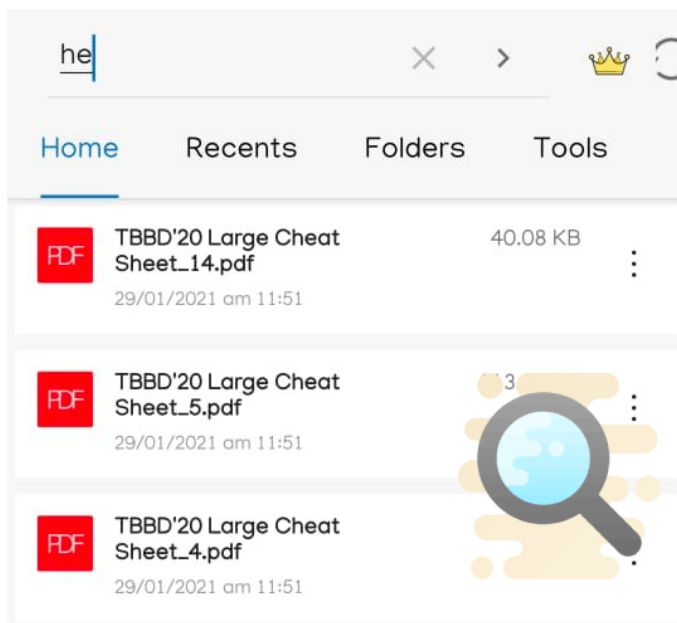 he
Home Recents Folders Tools
PDF TBBD'20 Large Cheat 40.08 KB
Sheet_14.pdf
29/01/2021 am 11:51
PDF TBBD'20 Large Cheat
Sheet_5.pdf
29/01/2021 am 11:51
PDF TBBD'20 Large Cheat
Sheet_4.pdf
29/01/2021 am 11:51